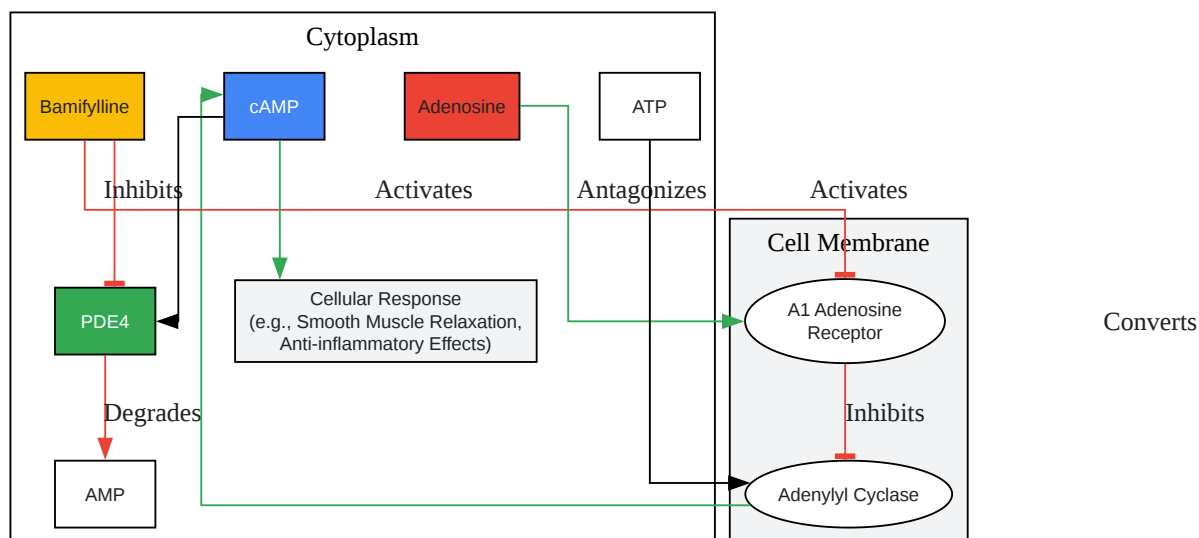 Cytoplasm
Bamifylline
cAMP
Adenosine
ATP
Inhibits
Activates
Antagonizes
Activates
Cell Membrane
PDE4
Cellular Response
(e.g., Smooth Muscle Relaxation,
Anti-inflammatory Effects)
A1 Adenosine
Receptor
Converts
Degrades
Inhibits
AMP
Adenylyl Cyclase